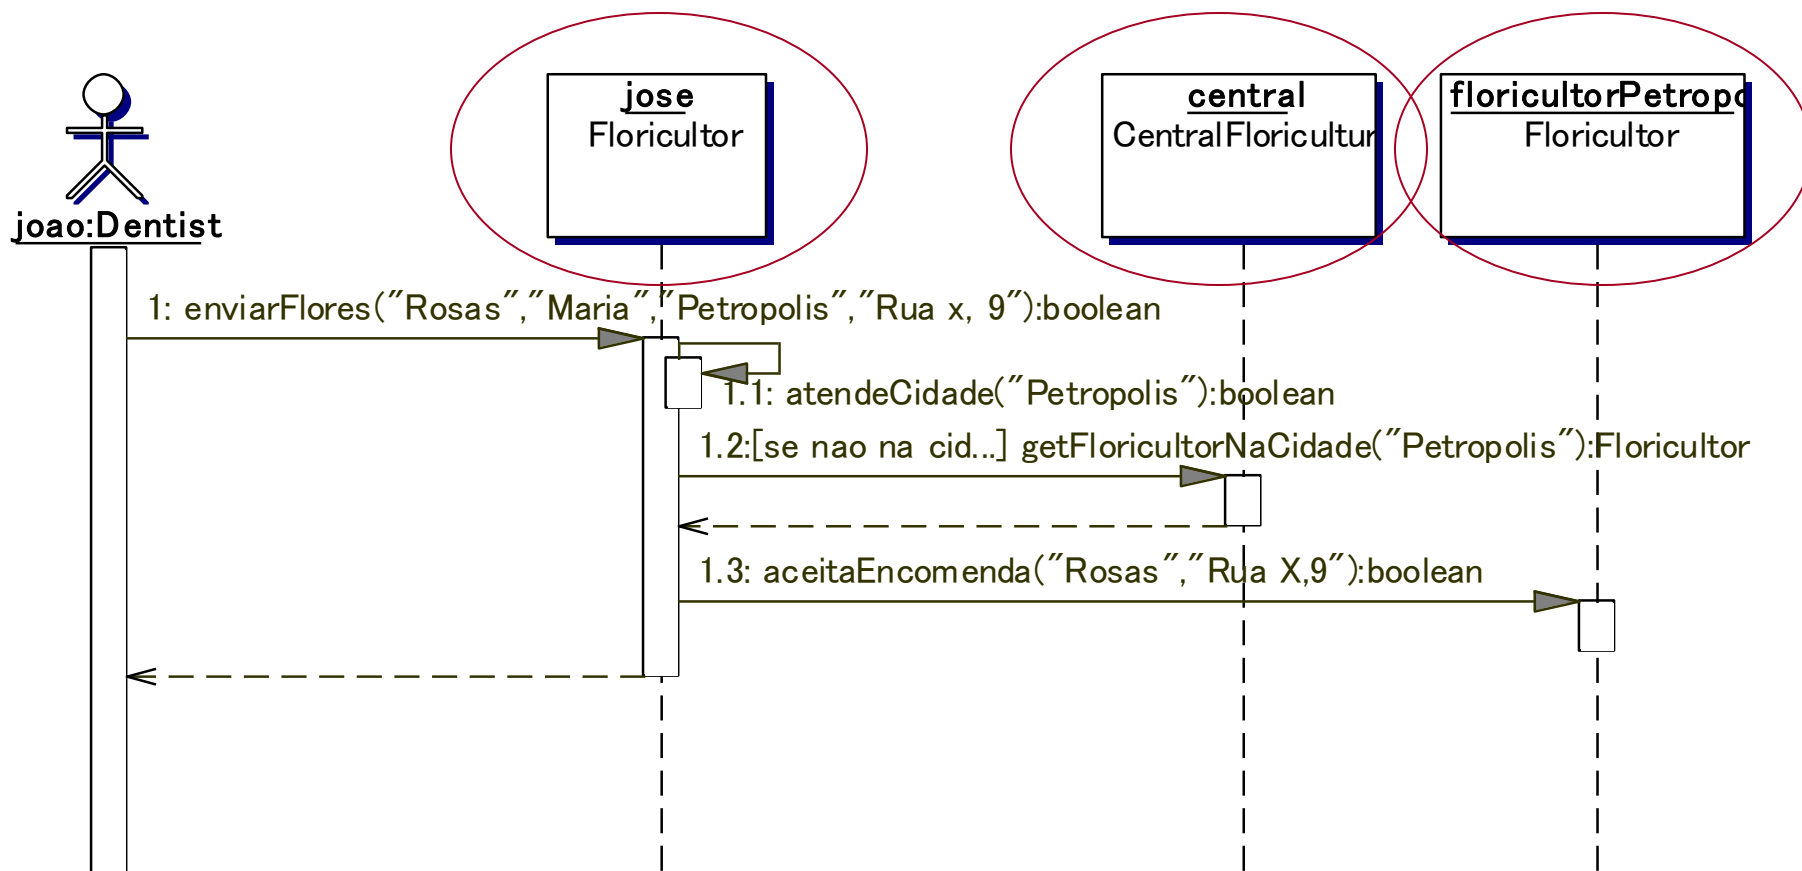 jose
Floricultor
central
CentralFloricultur
floricultorPetropo
Floricultor
joao:Dentist
1: enviarFlores("Rosas","Maria","Petropolis","Rua x, 9"):boolean
1.1: atendeCidade("Petropolis"):boolean
1.2:[se nao na cid...] getFloricultorNaCidade("Petropolis"):Floricultor
1.3: aceitaEncomenda("Rosas","Rua X,9"):boolean